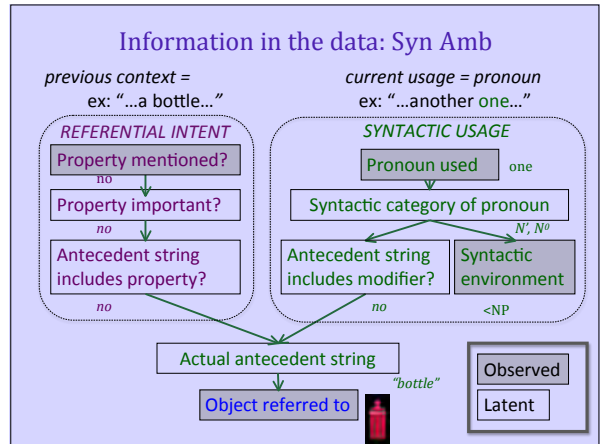 Information in the data: Syn Amb
previous context =
ex: “…a bottle…”
current usage = pronoun
ex: “…another one…”
REFERENTIAL INTENT
Property mentioned?
no
Property important?
no
Antecedent string
includes property?
no
SYNTACTIC USAGE
Pronoun used
one
Syntactic category of pronoun
N’, N⁰
Antecedent string
includes modifier?
no
Syntactic
environment
<NP
Actual antecedent string
“bottle”
Object referred to
Observed
Latent